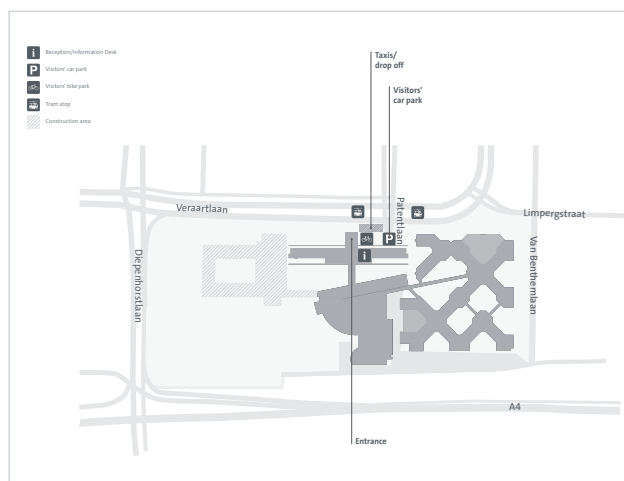 Reception/Information Desk
Visitors' car park
Visitors' bike park
Tram stop
Construction area
Taxis/
drop off
Visitors'
car park
Veraartlaan
Patentlaan
Limpergstraat
Diepenhorstlaan
Van Benthemlaan
A4
Entrance